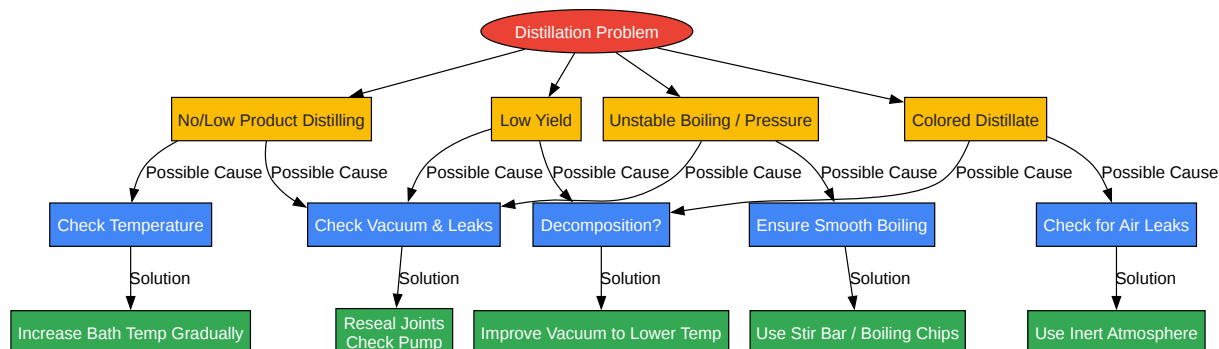 Distillation Problem
No/Low Product Distilling
Low Yield
Unstable Boiling / Pressure
Colored Distillate
Possible Cause
Possible Cause
Possible Cause
Possible Cause
Possible Cause
Possible Cause
Possible Cause
Possible Cause
Check Temperature
Check Vacuum & Leaks
Decomposition?
Ensure Smooth Boiling
Check for Air Leaks
Solution
Solution
Solution
Solution
Solution
Increase Bath Temp Gradually
Reseal Joints
Check Pump
Improve Vacuum to Lower Temp
Use Stir Bar / Boiling Chips
Use Inert Atmosphere